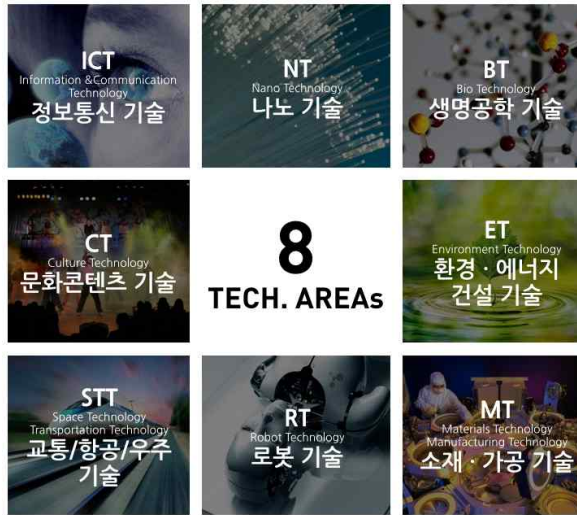 ICT
Information &Communication
Technology
정보통신 기술
NT
Nano Technology
나노 기술
BT
Bio Technology
생명공학 기술
CT
Culture Technology
문화콘텐츠 기술
8
TECH. AREAs
ET
Environment Technology
환경 · 에너지
건설 기술
STT
Space Technology
Transportation Technology
교통/항공/우주
기술
RT
Robot Technology
로봇 기술
MT
Materials Technology
Manufacturing Technology
소재 · 가공 기술